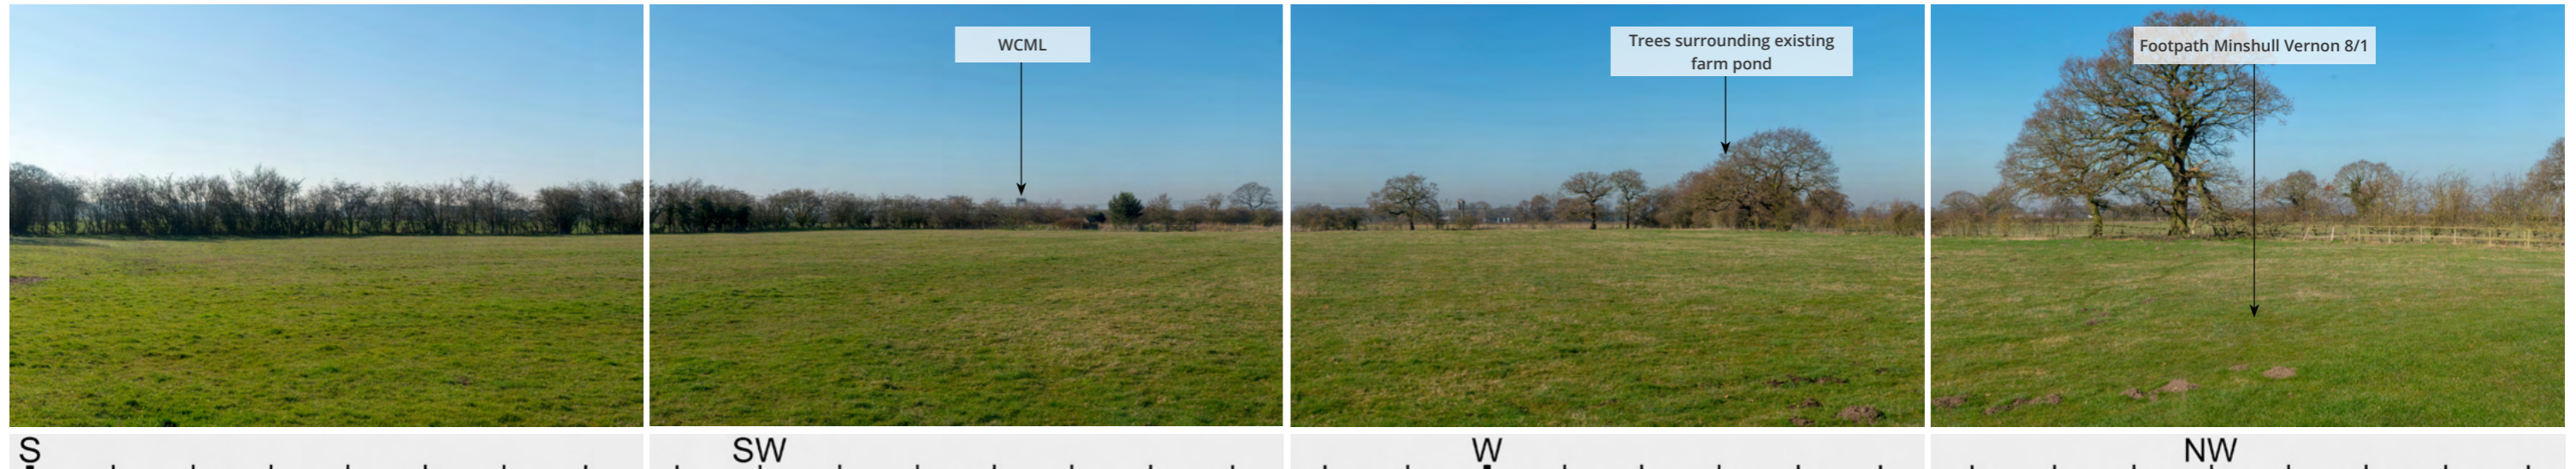 WCML
Trees surrounding existing
farm pond
Footpath Minshull Vernon 8/1
S
SW
W
NW